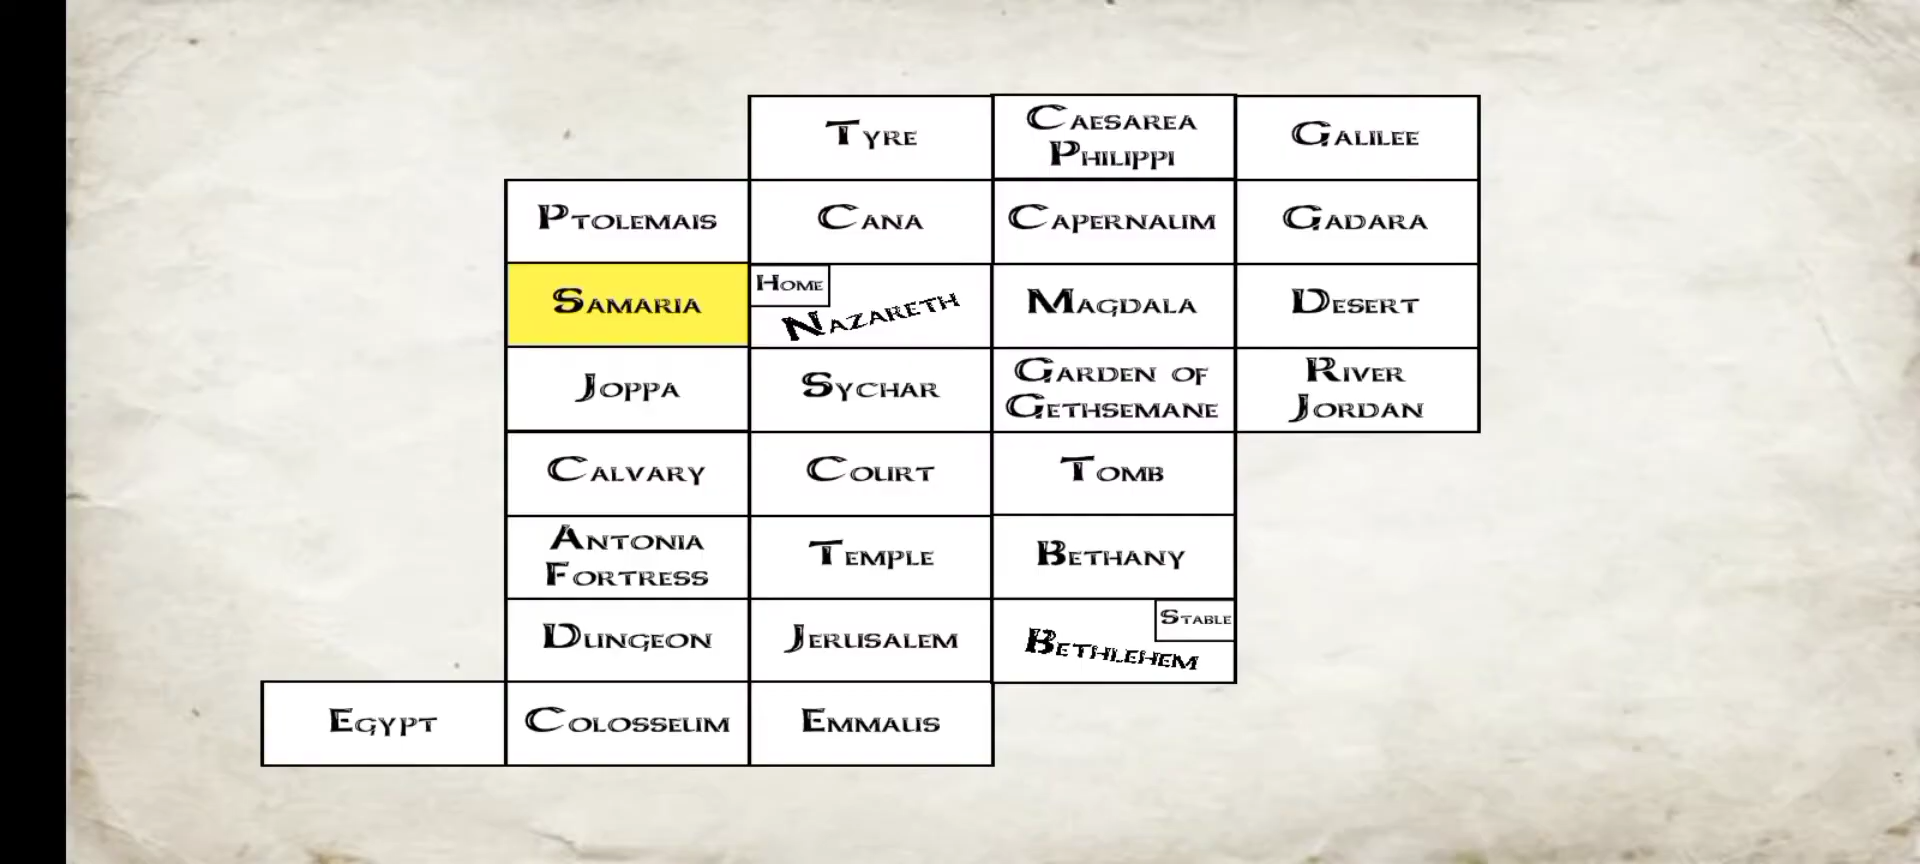 Tyre
Caesarea
Philippi
Galilee
Ptolemais
Cana
Capernaum
Gadara
Samaria
Home
Nazareth
Magdala
Desert
Joppa
Sychar
Garden of
Gethsemane
River
Jordan
Calvary
Court
Tomb
Antonia
Fortress
Temple
Bethany
Dungeon
Jerusalem
Stable
Bethlehem
Egypt
Colosseum
Emmaus